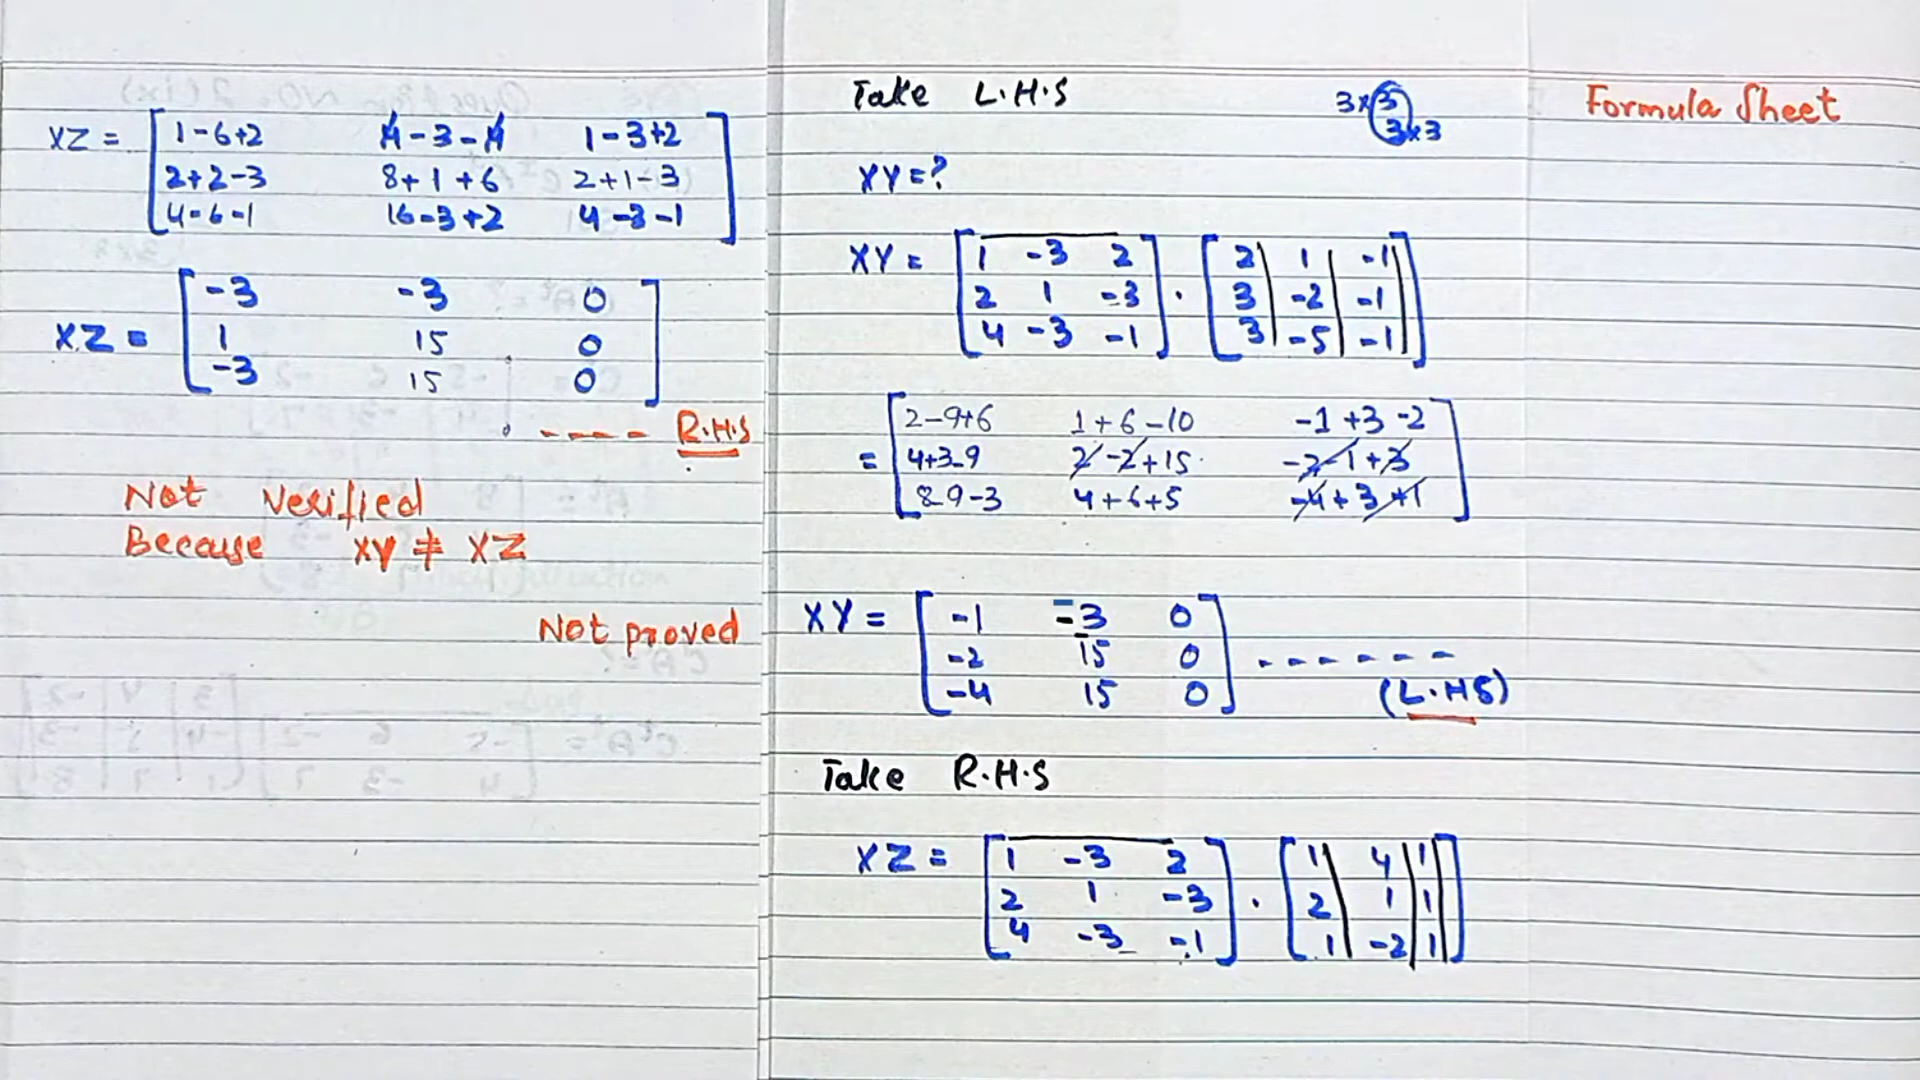 XZ = [ 1-6+2 4-3-4 1-3+2
2+2-3 8+1+6 2+1-3
4-6-1 16-3+2 4-3-1 ]
XZ = [ -3 -3 0
1 15 0
-3 15 0 ]
---- R.H.S
Not Verified
Because XY ≠ XZ
Not proved
Take L.H.S 3×3
3×3
XY=?
XY = [ 1 -3 2 ] . [ 2 1 -1 ]
2 1 -3 3 -2 -1
4 -3 -1 3 -5 -1
= [ 2-9+6 1+6-10 -1+3-2
4+3-9 2-2+15 -2-1+3
8-9-3 4+6+5 -4+3+1 ]
XY = [ -1 -3 0
-2 15 0 ] ------
-4 15 0 (L.HS)
Take R.H.S
XZ = [ 1 -3 2 ] . [ 1 4 1 ]
2 1 -3 2 1 1
4 -3 -1 1 -2 1
Formula Sheet